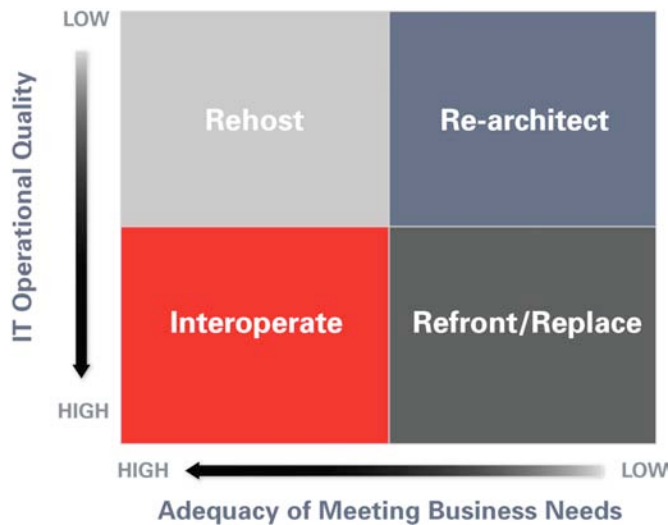 LOW
IT Operational Quality
Rehost
Re-architect
Interoperate
Refront/Replace
HIGH
HIGH
LOW
Adequacy of Meeting Business Needs